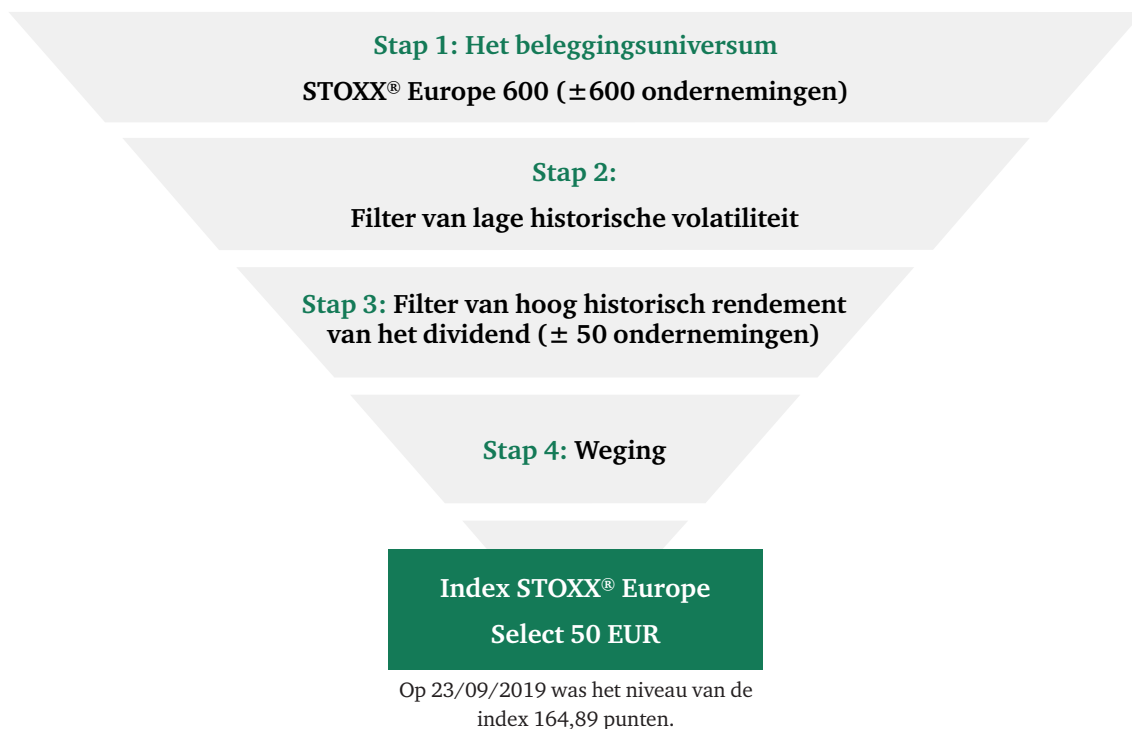 Stap 1: Het beleggingsuniversum
STOXX® Europe 600 (±600 ondernemingen)
Stap 2:
Filter van lage historische volatiliteit
Stap 3: Filter van hoog historisch rendement
van het dividend (± 50 ondernemingen)
Stap 4: Weging
Index STOXX® Europe
Select 50 EUR
Op 23/09/2019 was het niveau van de
index 164,89 punten.